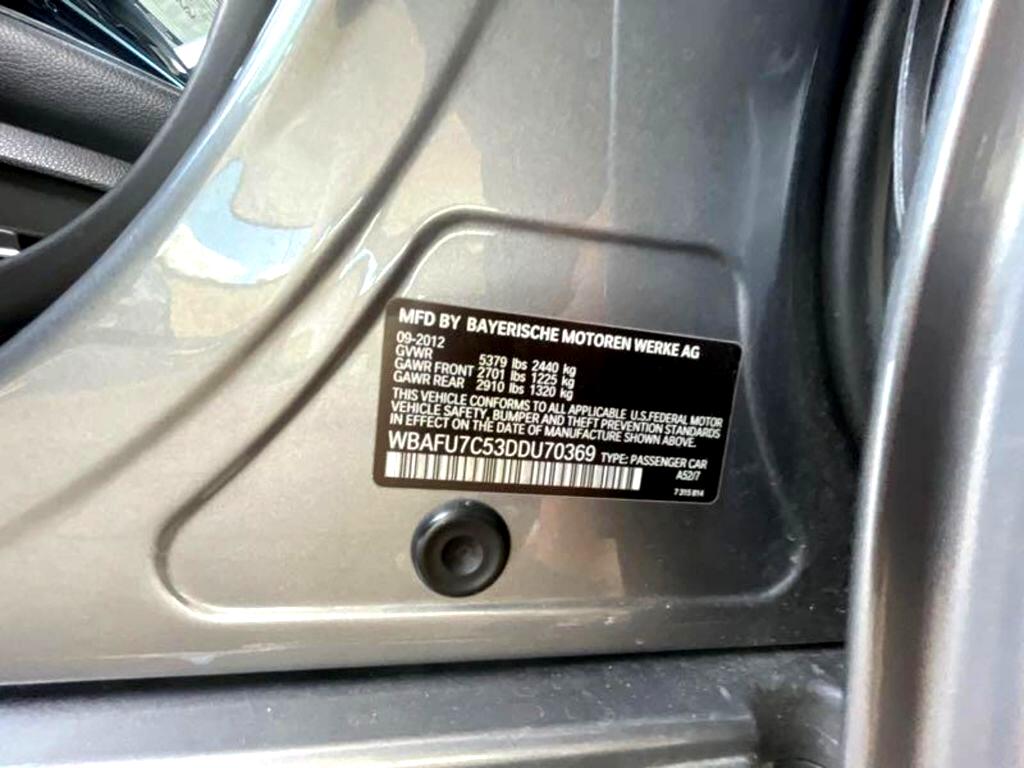 MFD BY BAYERISCHE MOTOREN WERKE AG
09-2012
GVWR 5379 lbs 2440 kg
GAWR FRONT 2701 lbs 1225 kg
GAWR REAR 2910 lbs 1320 kg
THIS VEHICLE CONFORMS TO ALL APPLICABLE U.S.FEDERAL MOTOR
VEHICLE SAFETY, BUMPER AND THEFT PREVENTION STANDARDS
IN EFFECT ON THE DATE OF MANUFACTURE SHOWN ABOVE.
WBAFU7C53DDU70369 TYPE: PASSENGER CAR
A52/7
7 315 814